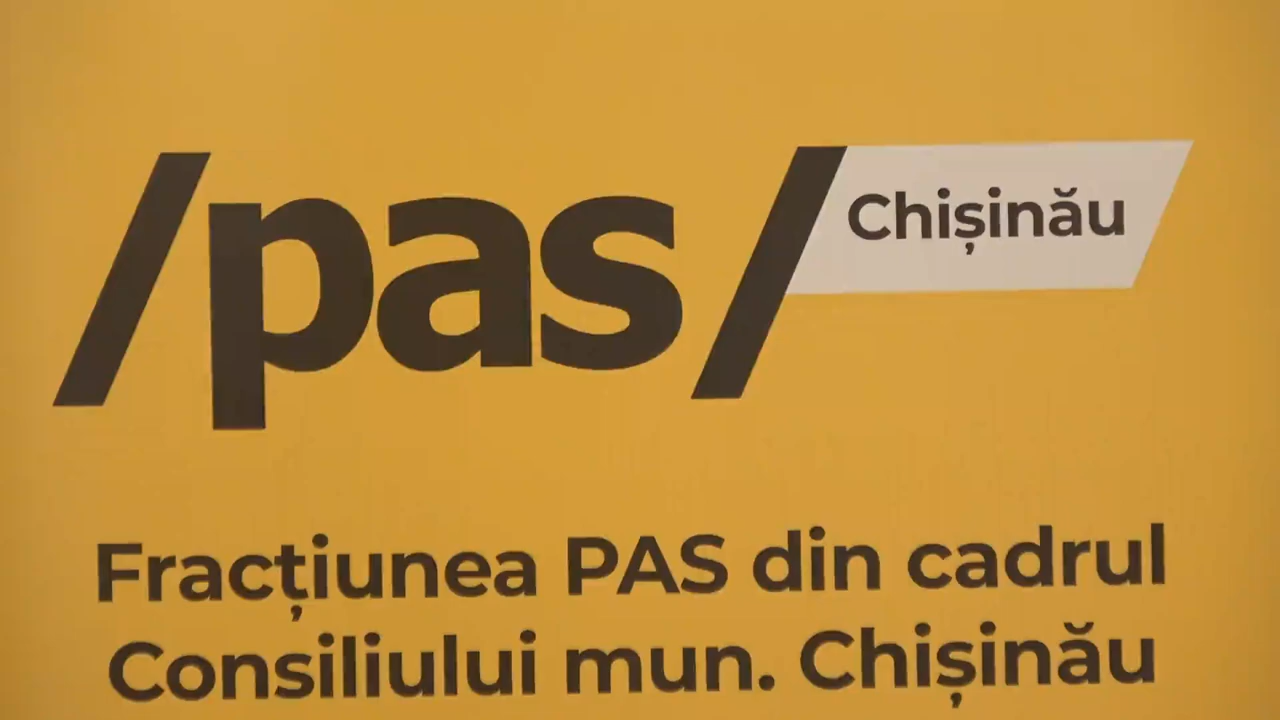 /pas/ Chișinău
Fracțiunea PAS din cadrul
Consiliului mun. Chișinău